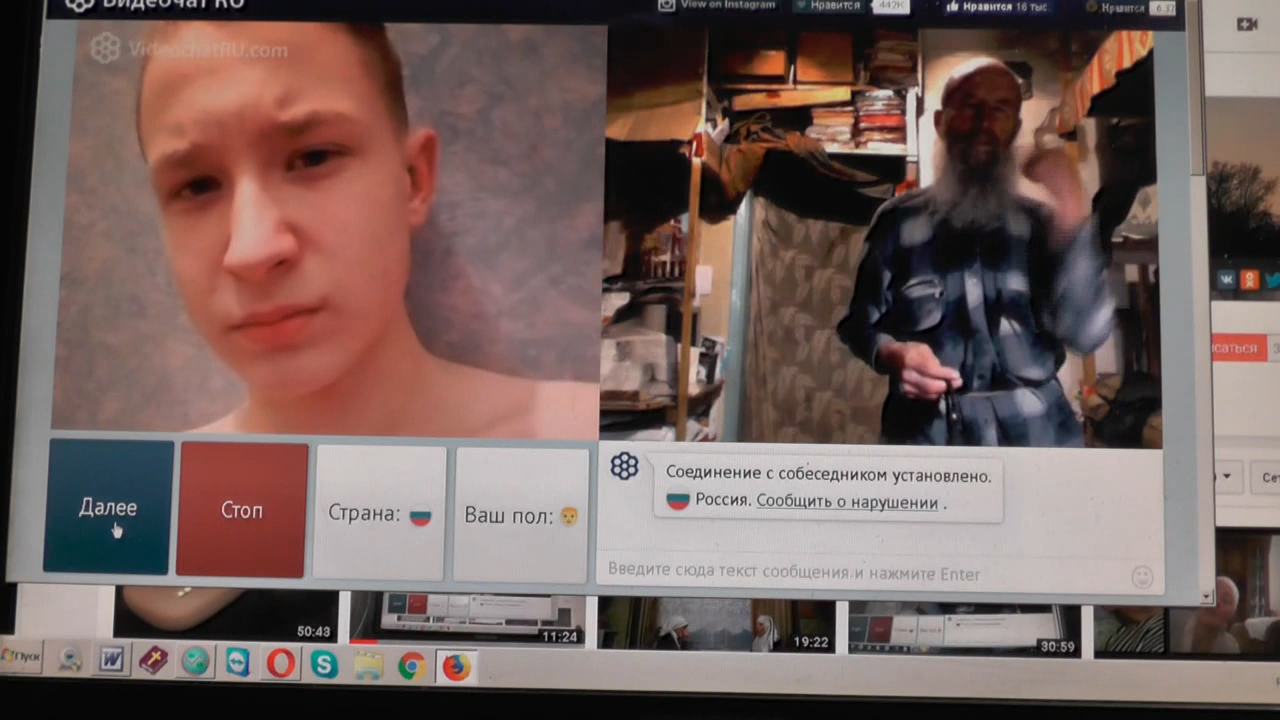 Видеочат RU
View on Instagram
Нравится
442K
Нравится 16 тыс.
Нравится
VideochatRU.com
Далее
Стоп
Страна:
Ваш пол:
Соединение с собеседником установлено.
Россия. Сообщить о нарушении .
Введите сюда текст сообщения и нажмите Enter
50:43
11:24
19:22
30:59
Пуск